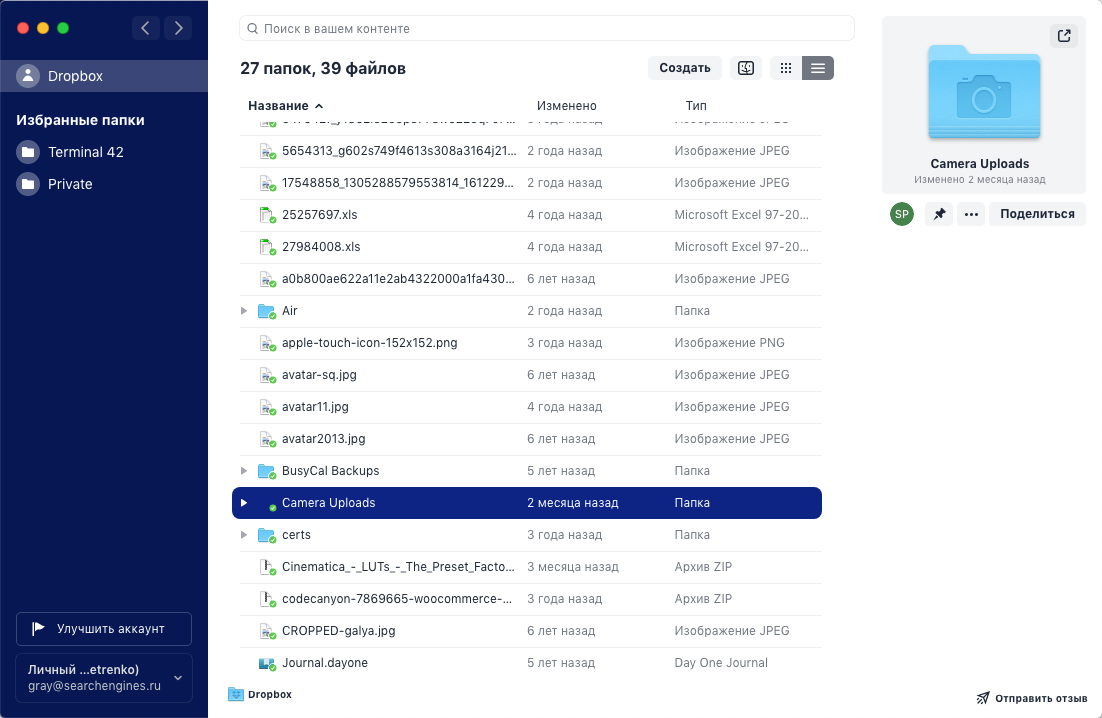 Поиск в вашем контенте
Dropbox
27 папок, 39 файлов
Создать
Избранные папки
Terminal 42
Private
Название Изменено Тип
5654313_g602s749f4613s308a3164j21... 2 года назад Изображение JPEG
17548858_1305288579553814_161229... 2 года назад Изображение JPEG
25257697.xls 4 года назад Microsoft Excel 97-20...
27984008.xls 4 года назад Microsoft Excel 97-20...
a0b800ae622a11e2ab4322000a1fa430... 6 лет назад Изображение JPEG
Air 2 года назад Папка
apple-touch-icon-152x152.png 3 года назад Изображение PNG
avatar-sq.jpg 6 лет назад Изображение JPEG
avatar11.jpg 4 года назад Изображение JPEG
avatar2013.jpg 6 лет назад Изображение JPEG
BusyCal Backups 5 лет назад Папка
Camera Uploads 2 месяца назад Папка
certs 3 года назад Папка
Cinematica_-_LUTs_-_The_Preset_Facto... 3 месяца назад Архив ZIP
codecanyon-7869665-woocommerce-... 3 года назад Архив ZIP
CROPPED-galya.jpg 6 лет назад Изображение JPEG
Journal.dayone 5 лет назад Day One Journal
Camera Uploads
Изменено 2 месяца назад
SP
Поделиться
Улучшить аккаунт
Личный ...etrenko)
gray@searchengines.ru
Dropbox
Отправить отзыв